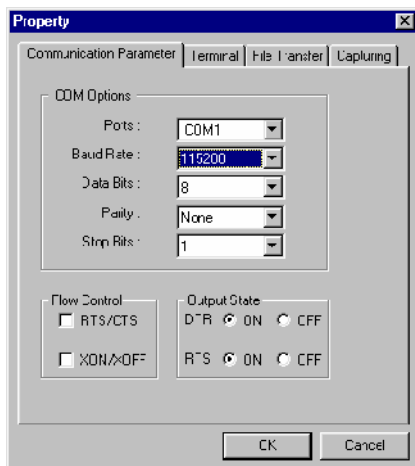 Property
Communication Parameter Terminal File Transfer Capturing
COM Options
Ports : COM1
Baud Rate : 115200
Data Bits : 8
Parity : None
Stop Bits : 1
Flow Control
RTS/CTS
XON/XOFF
Output State
DTR ON OFF
RTS ON OFF
OK Cancel